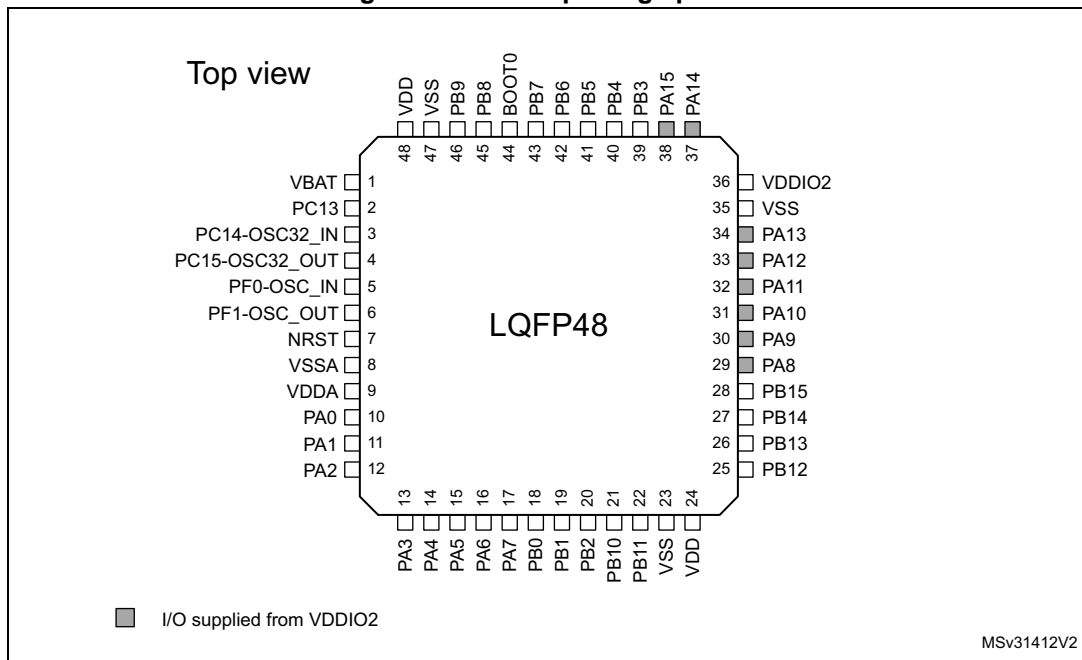 Top view
VDD
VSS
PB9
PB8
BOOT0
PB7
PB6
PB5
PB4
PB3
PA15
PA14
48
47
46
45
44
43
42
41
40
39
38
37
VBAT 1
PC13 2
PC14-OSC32_IN 3
PC15-OSC32_OUT 4
PF0-OSC_IN 5
PF1-OSC_OUT 6
NRST 7
VSSA 8
VDDA 9
PA0 10
PA1 11
PA2 12
LQFP48
36 VDDIO2
35 VSS
34 PA13
33 PA12
32 PA11
31 PA10
30 PA9
29 PA8
28 PB15
27 PB14
26 PB13
25 PB12
13
14
15
16
17
18
19
20
21
22
23
24
PA3
PA4
PA5
PA6
PA7
PB0
PB1
PB2
PB10
PB11
VSS
VDD
I/O supplied from VDDIO2
MSv31412V2